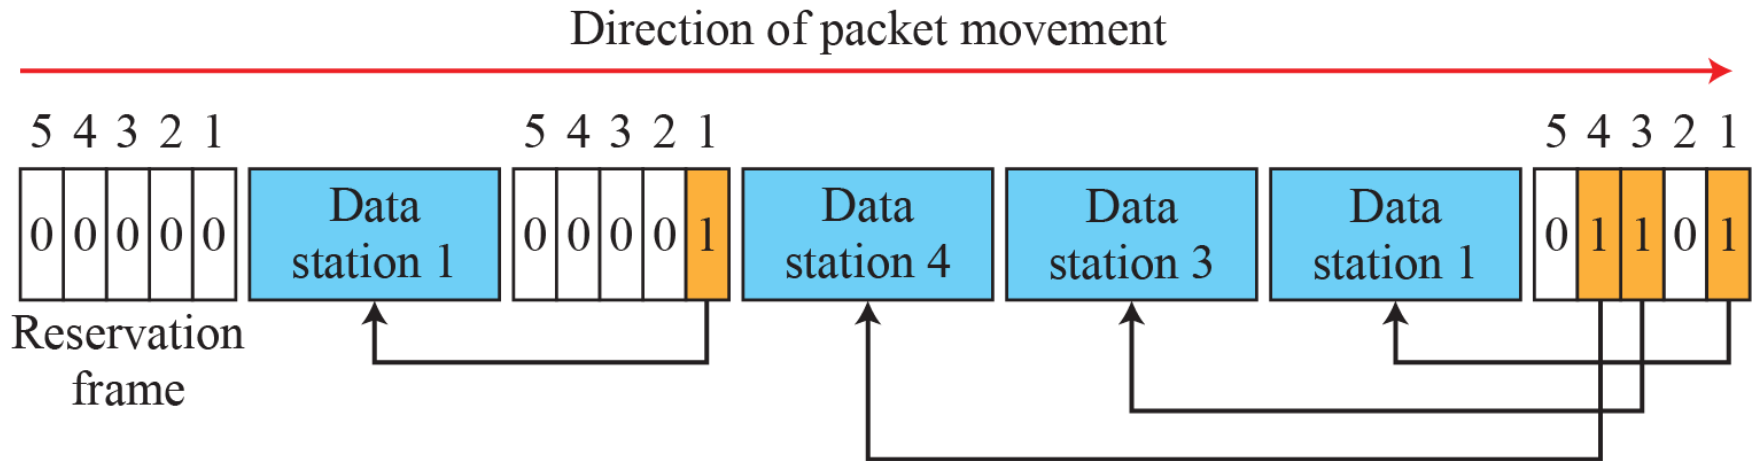 Direction of packet movement
5 4 3 2 1
5 4 3 2 1
5 4 3 2 1
0 0 0 0 0
Data
station 1
0 0 0 0 1
Data
station 4
Data
station 3
Data
station 1
0 1 1 0 1
Reservation
frame